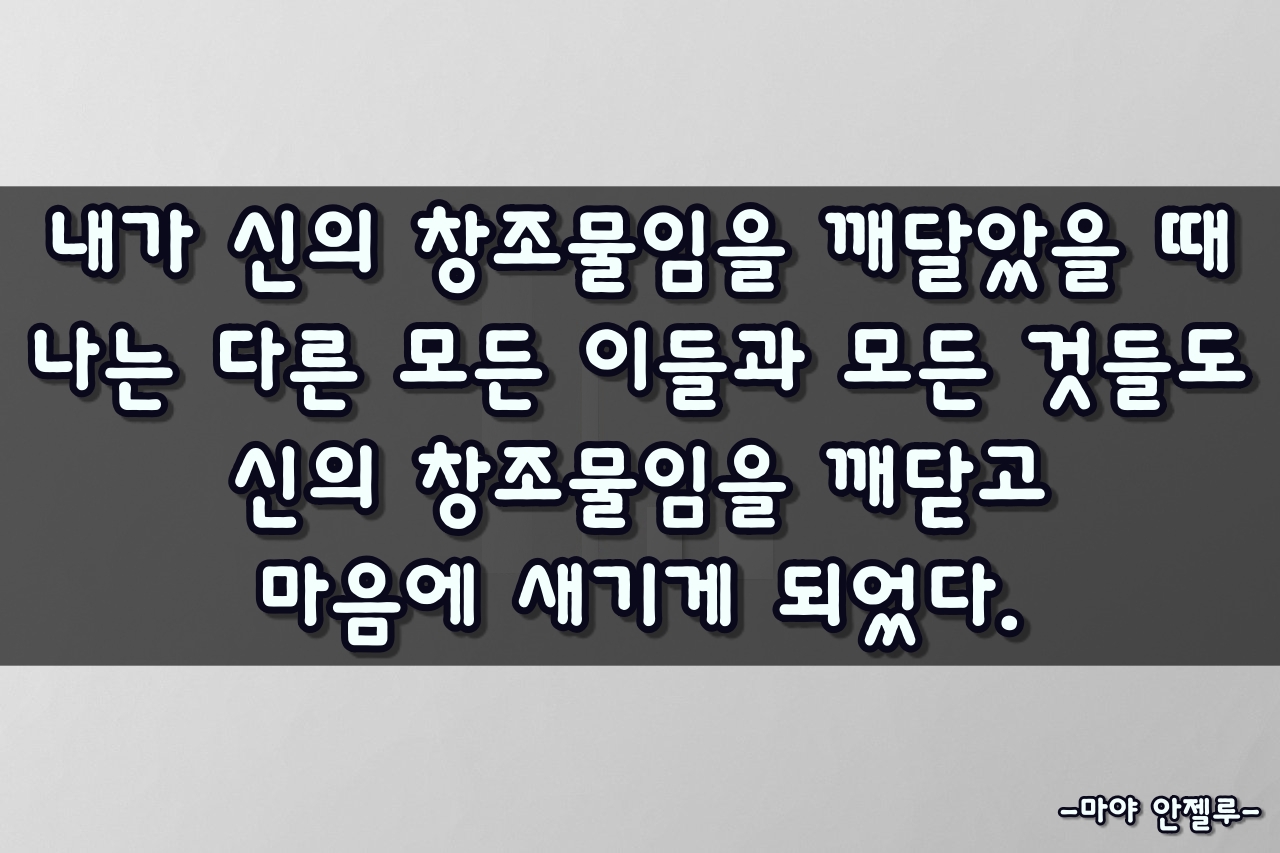 내가 신의 창조물임을 깨달았을 때
나는 다른 모든 이들과 모든 것들도
신의 창조물임을 깨닫고
마음에 새기게 되었다.
-마야 안젤루-